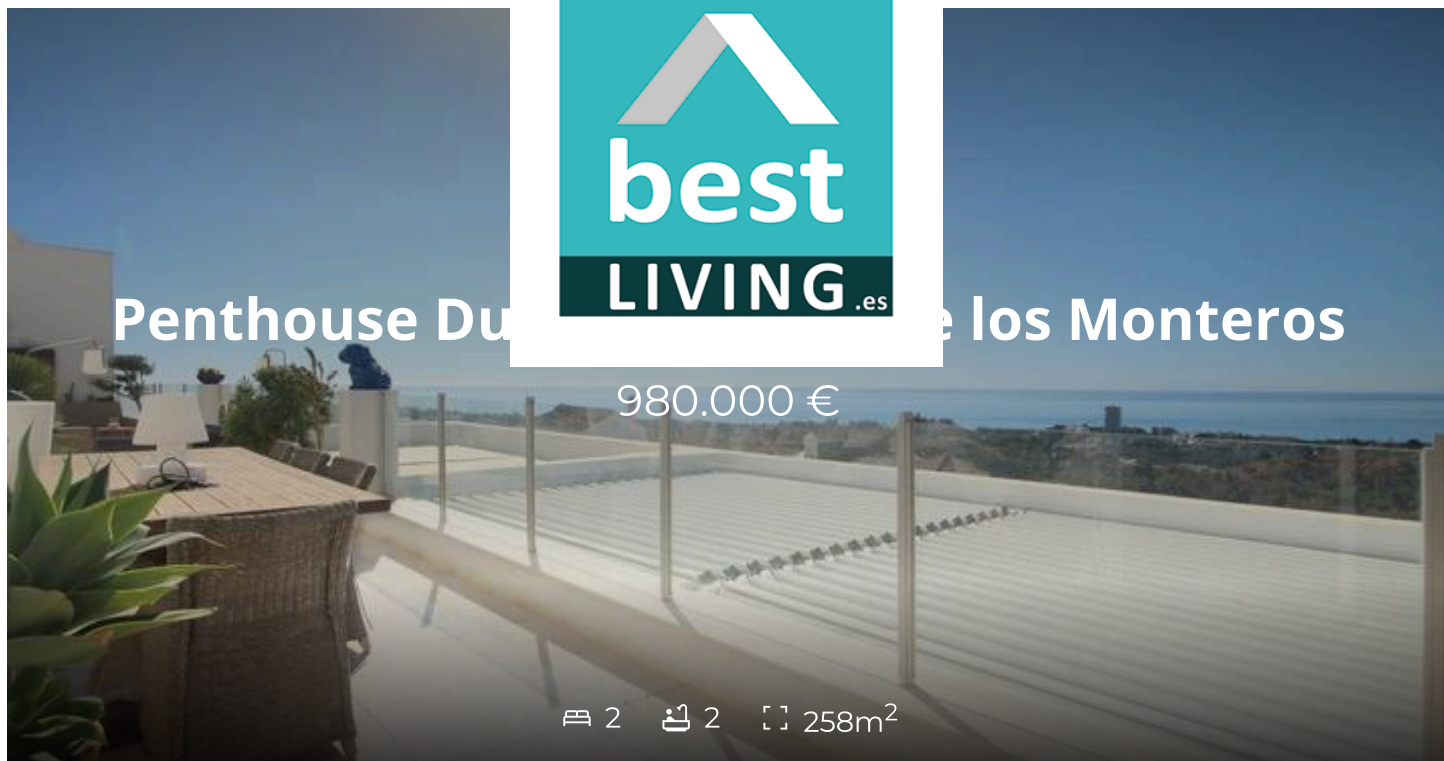 best
LIVING.es
Penthouse Du e los Monteros
980.000 €
2 2 258m²